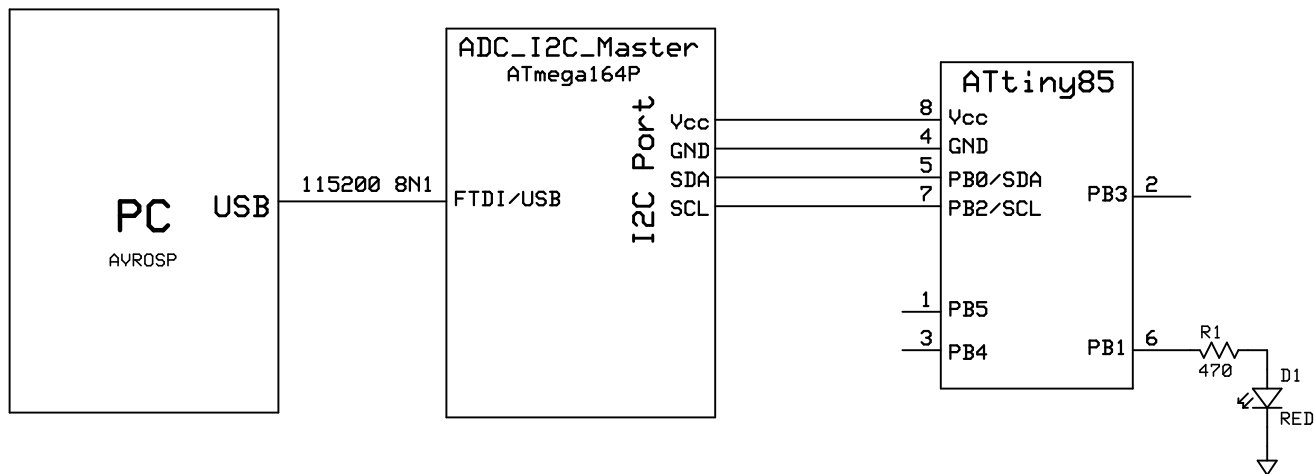 PC
AVROSP
USB
115200 8N1
ADC_I2C_Master
ATmega164P
FTDI/USB
I2C Port
Vcc
GND
SDA
SCL
8
4
5
7
ATtiny85
Vcc
GND
PB0/SDA
PB2/SCL
PB3
2
1
PB5
3
PB4
PB1
6
R1
470
D1
RED